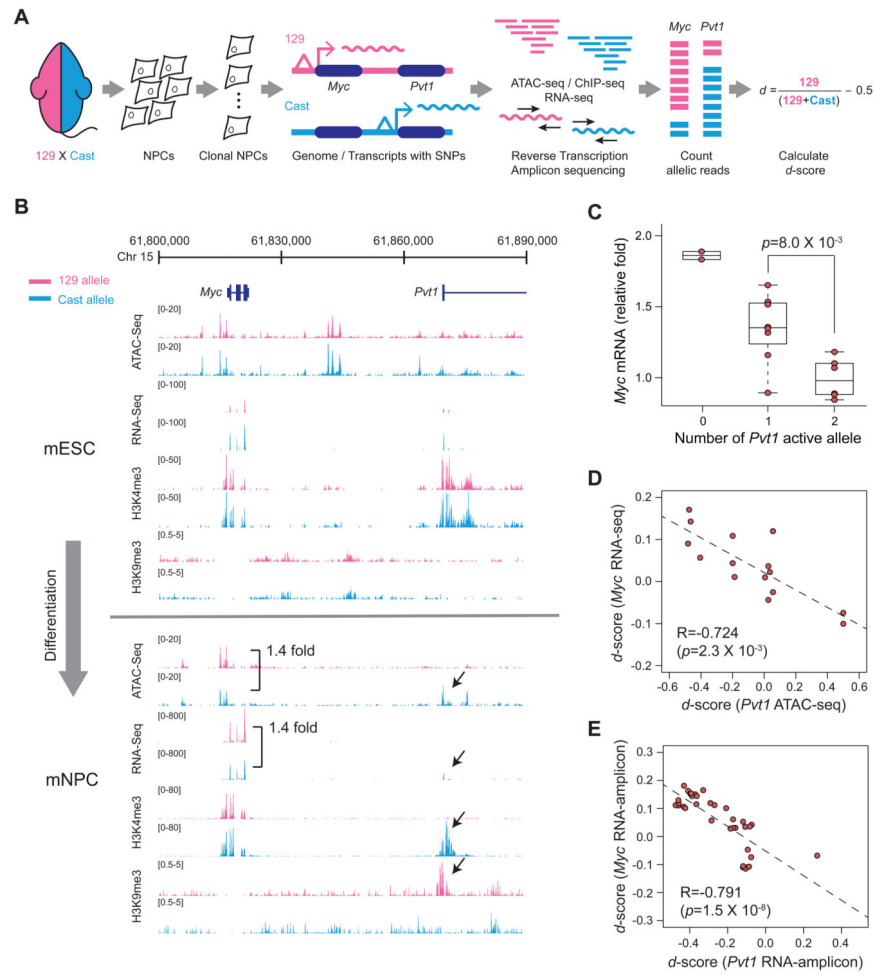 A
129
Cast
Myc
Pvt1
129 X Cast
NPCs
Clonal NPCs
Genome / Transcripts with SNPs
ATAC-seq / ChIP-seq
RNA-seq
Reverse Transcription
Amplicon sequencing
Myc Pvt1
Count
allelic reads
d = 129 / (129+Cast) − 0.5
Calculate
d-score
B
61,800,000 61,830,000 61,860,000 61,890,000
Chr 15
129 allele
Cast allele
Myc
Pvt1
mESC
ATAC-Seq
[0-20]
[0-20]
RNA-Seq
[0-100]
[0-100]
H3K4me3
[0-50]
[0-50]
H3K9me3
[0.5-5]
[0.5-5]
Differentiation
mNPC
ATAC-Seq
[0-20]
[0-20]
1.4 fold
RNA-Seq
[0-800]
[0-800]
1.4 fold
H3K4me3
[0-80]
[0-80]
H3K9me3
[0.5-5]
[0.5-5]
C
Myc mRNA (relative fold)
2.0
1.5
1.0
p=8.0 X 10-3
0 1 2
Number of Pvt1 active allele
D
d-score (Myc RNA-seq)
0.2
0.1
0.0
-0.1
-0.2
R=-0.724
(p=2.3 X 10-3)
-0.6 -0.4 -0.2 0.0 0.2 0.4 0.6
d-score (Pvt1 ATAC-seq)
E
d-score (Myc RNA-amplicon)
0.3
0.2
0.1
0.0
-0.1
-0.2
-0.3
R=-0.791
(p=1.5 X 10-8)
-0.4 -0.2 0.0 0.2 0.4
d-score (Pvt1 RNA-amplicon)